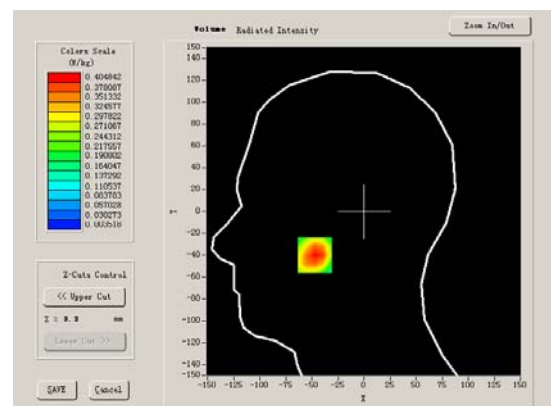 Volume Radiated Intensity
Zoom In/Out
Colors Scale
(W/kg)
0.404842
0.378087
0.351332
0.324577
0.297822
0.271067
0.244312
0.217557
0.190802
0.164047
0.137292
0.110537
0.083783
0.057028
0.030273
0.003518
150
140
120
100
80
60
40
20
0
-20
-40
-60
-80
-100
-120
-140
-150
Y
-150 -125 -100 -75 -50 -25 0 25 50 75 100 125 150
X
Z-Cuts Control
<< Upper Cut
mm
Lower Cut >>
SAVE
Cancel